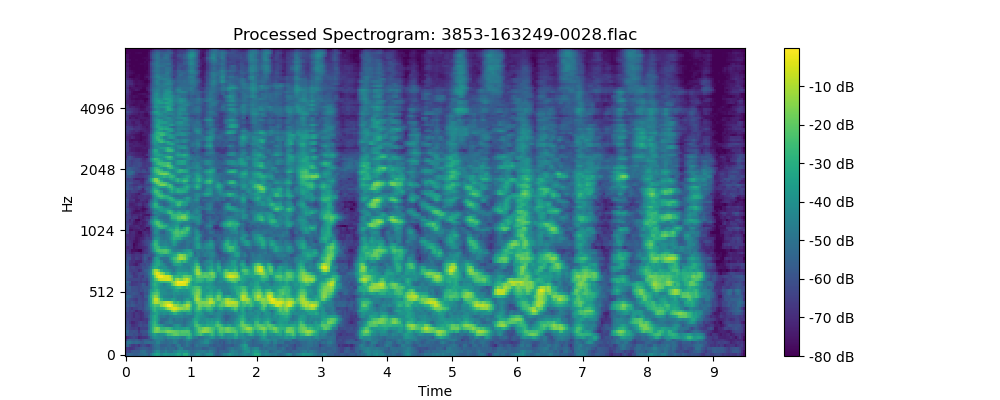 Processed Spectrogram: 3853-163249-0028.flac
Hz
4096
2048
1024
512
0
0 1 2 3 4 5 6 7 8 9
Time
-10 dB
-20 dB
-30 dB
-40 dB
-50 dB
-60 dB
-70 dB
-80 dB